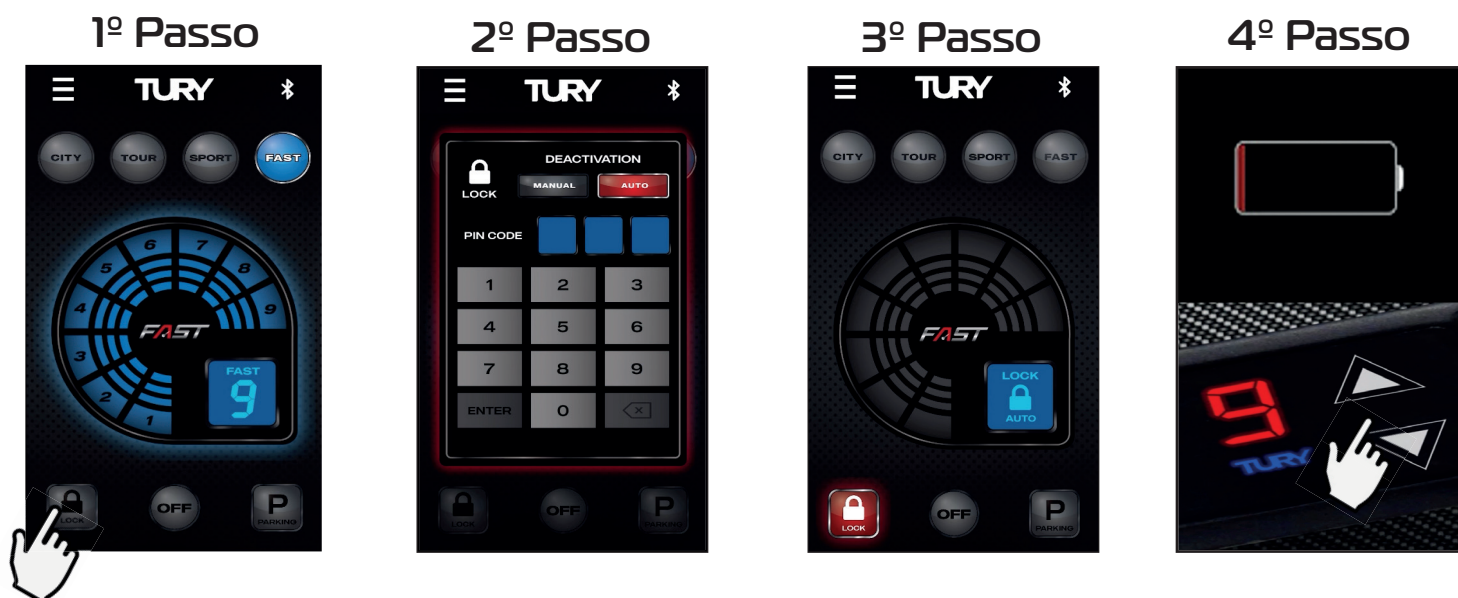 1º Passo
TURY
CITY TOUR SPORT FAST
1 2 3 4 5 6 7 8 9
FAST
FAST
9
LOCK
OFF
P
PARKING
2º Passo
TURY
DEACTIVATION
LOCK
MANUAL AUTO
PIN CODE
1 2 3
4 5 6
7 8 9
ENTER 0
LOCK
OFF
P
PARKING
3º Passo
TURY
CITY TOUR SPORT FAST
FAST
LOCK
AUTO
LOCK
OFF
P
PARKING
4º Passo
9
TURY